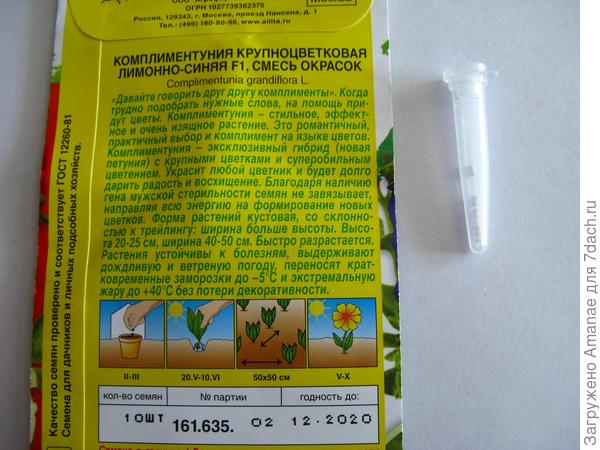 ОГРН 1027739362375
Россия, 129343, г. Москва, проезд Нансена, д. 1
Тел.: (499) 180-80-96, www.ailita.ru
Москва
КОМПЛИМЕНТУНИЯ КРУПНОЦВЕТКОВАЯ
ЛИМОННО-СИНЯЯ F1, СМЕСЬ ОКРАСОК
Complimentunia grandiflora L.
«Давайте говорить друг другу комплименты». Когда
трудно подобрать нужные слова, на помощь при-
дут цветы. Комплиментуния – стильное, эффект-
ное и очень изящное растение. Это романтичный,
практичный выбор и комплимент на языке цветов.
Комплиментуния – эксклюзивный гибрид (новая
петуния) с крупными цветками и суперобильным
цветением. Украсит любой цветник и будет долго
дарить радость и восхищение. Благодаря наличию
гена мужской стерильности семян не завязывает,
направляя всю энергию на формирование новых
цветков. Форма растений кустовая, со склонно-
стью к трейлингу: ширина больше высоты. Высо-
та 20-25 см, ширина 40-50 см. Быстро разрастается.
Растения устойчивы к болезням, выдерживают
дождливую и ветреную погоду, переносят крат-
ковременные заморозки до –5°С и экстремальную
жару до +40°С без потери декоративности.
II-III
20.V-10.VI
50х50 см
V-X
кол-во семян
№ партии
годность до:
10ШТ
161.635.
02 12.2020
Качество семян проверено и соответствует ГОСТ 12260-81
Семена для дачников и личных подсобных хозяйств.
Загружено Amanae для 7dach.ru